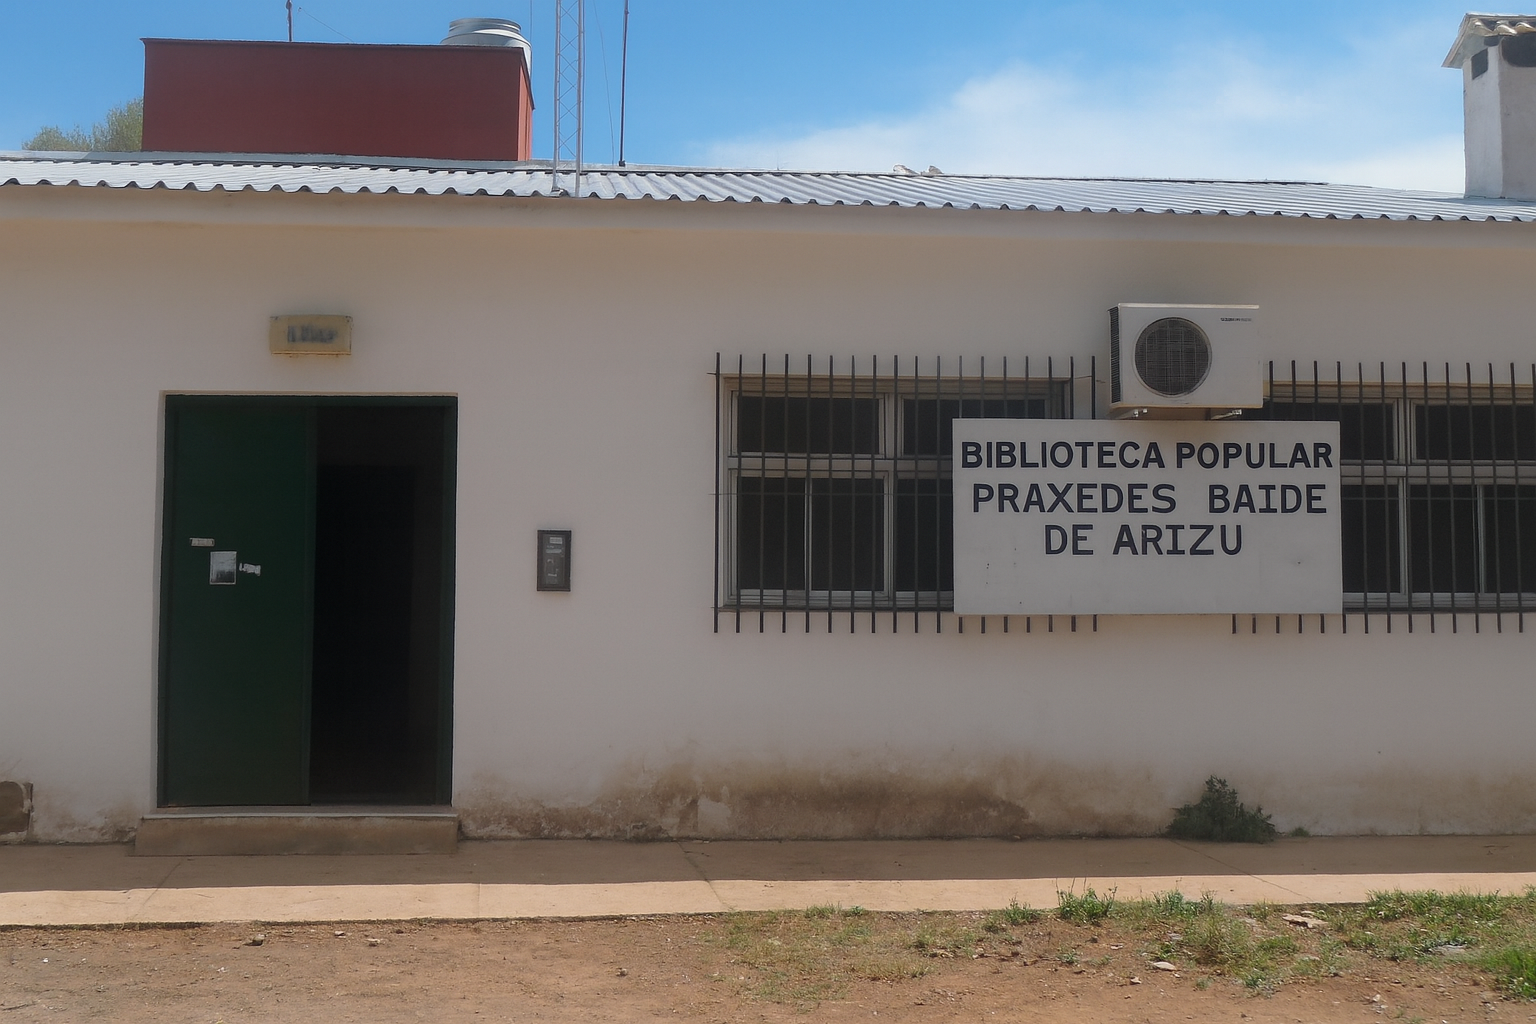 BIBLIOTECA POPULAR
PRAXEDES BAIDE
DE ARIZU